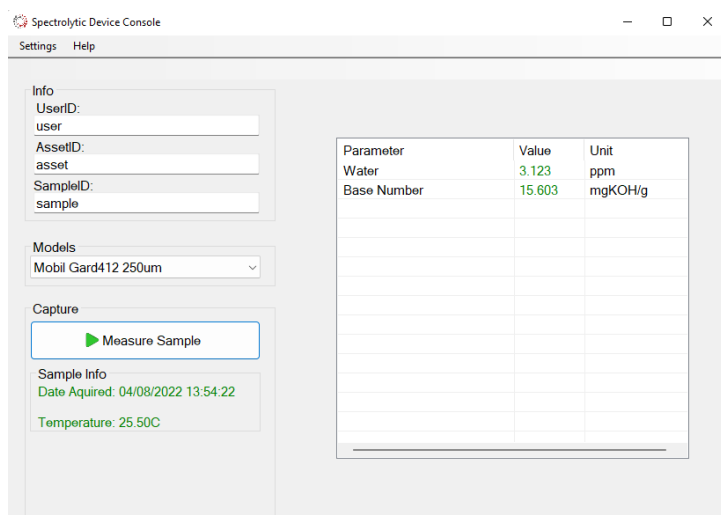 Spectrolytic Device Console
Settings Help
Info
UserID:
user
AssetID:
asset
SampleID:
sample
Models
Mobil Gard412 250um
Capture
Measure Sample
Sample Info
Date Aquired: 04/08/2022 13:54:22
Temperature: 25.50C
Parameter Value Unit
Water 3.123 ppm
Base Number 15.603 mgKOH/g